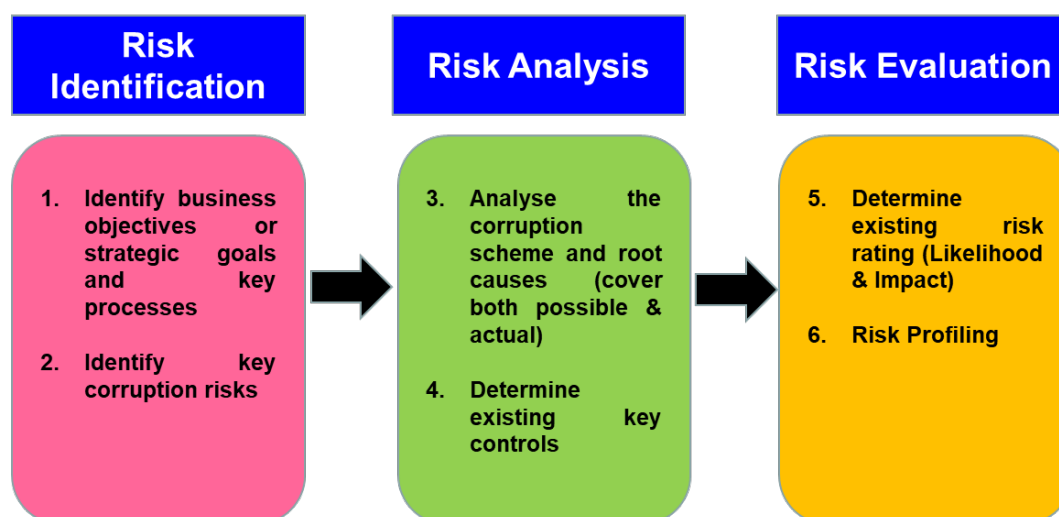 Risk
Identification
1. Identify business
objectives or
strategic goals
and key
processes
2. Identify key
corruption risks
Risk Analysis
3. Analyse the
corruption
scheme and root
causes (cover
both possible &
actual)
4. Determine
existing key
controls
Risk Evaluation
5. Determine
existing risk
rating (Likelihood
& Impact)
6. Risk Profiling